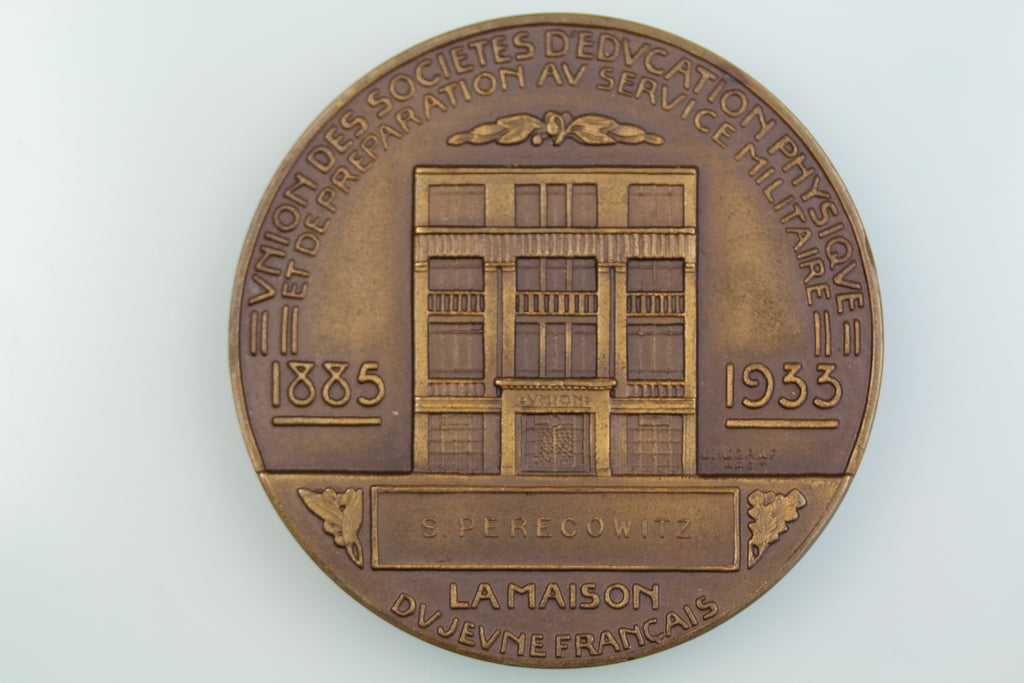 VNION DES SOCIETES D'EDVCATION PHYSIQVE
ET DE PREPARATION AV SERVICE MILITAIRE
1885
1933
VNION
S. PERECOWITZ
LA MAISON
DV JEVNE FRANÇAIS